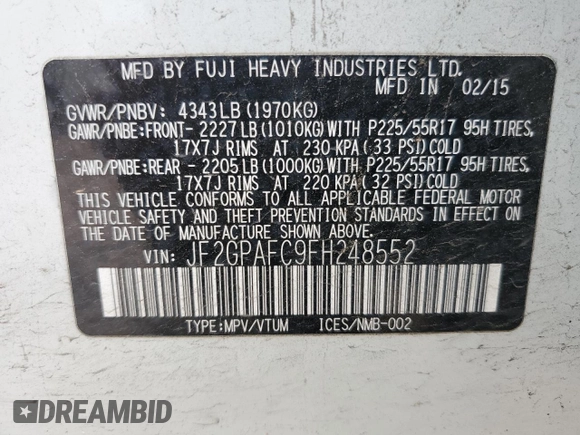 MFD BY FUJI HEAVY INDUSTRIES LTD.
MFD IN 02/15
GVWR/PNBV: 4343LB (1970KG)
GAWR/PNBE:FRONT- 2227LB(1010KG)WITH P225/55R17 95H TIRES,
17X7J RIMS AT 230 KPA( 33 PSI)COLD
GAWR/PNBE:REAR - 2205LB(1000KG)WITH P225/55R17 95H TIRES,
17X7J RIMS AT 220 KPA( 32 PSI)COLD
THIS VEHICLE CONFORMS TO ALL APPLICABLE FEDERAL MOTOR
VEHICLE SAFETY AND THEFT PREVENTION STANDARDS IN EFFECT ON
THE DATE OF MANUFACTURE SHOWN ABOVE.
VIN: JF2GPAFC9FH248552
TYPE:MPV/VTUM ICES/NMB-002
DREAMBID